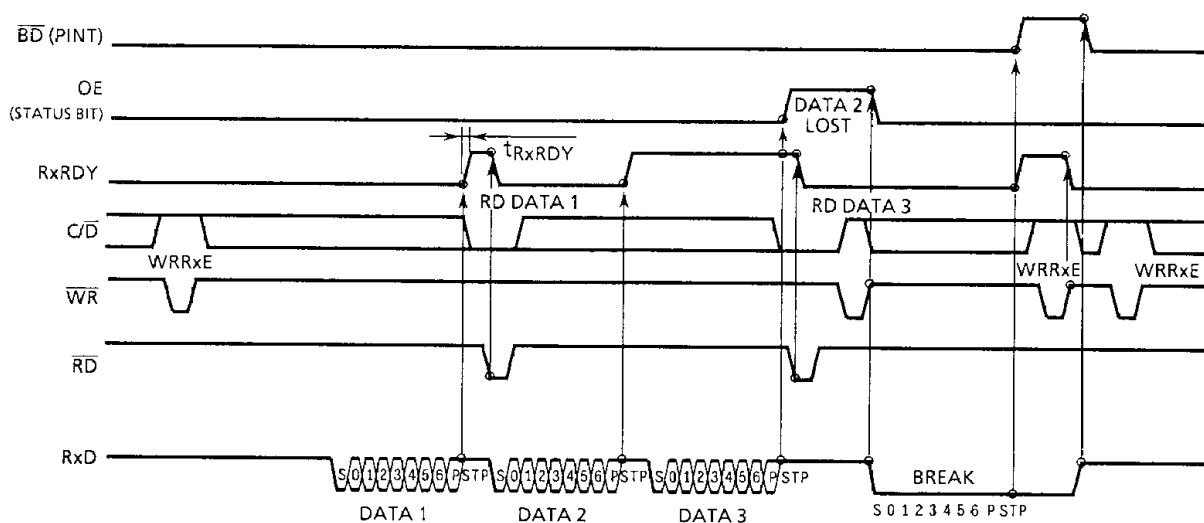 BD (PINT)
OE
(STATUS BIT)
DATA 2
LOST
tRxRDY
RxRDY
RD DATA 1
RD DATA 3
C/D
WRRxE
WRRxE
WRRxE
WR
RD
RxD
S 0 1 2 3 4 5 6 P STP
S 0 1 2 3 4 5 6 P STP
S 0 1 2 3 4 5 6 P STP
BREAK
S 0 1 2 3 4 5 6 P STP
DATA 1
DATA 2
DATA 3